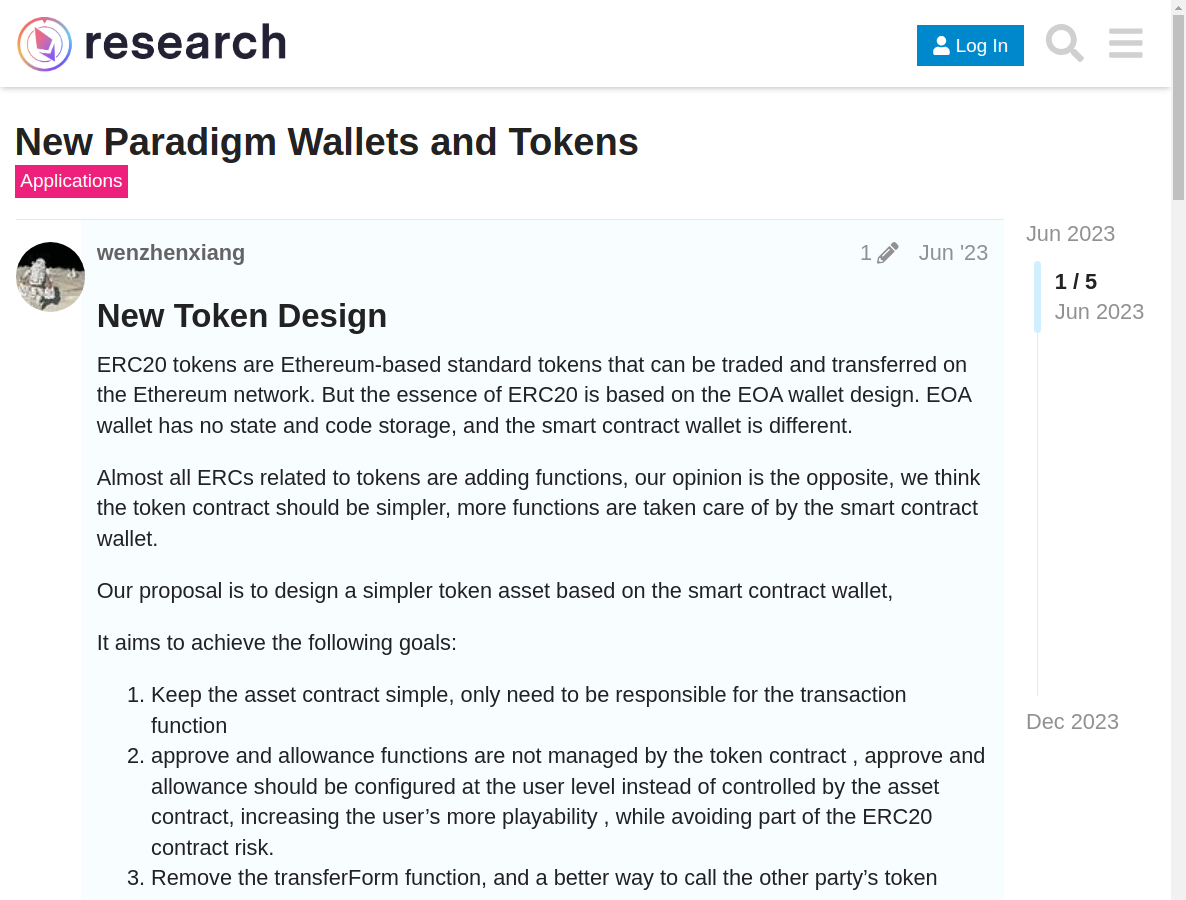 research
Log In
New Paradigm Wallets and Tokens
Applications
wenzhenxiang
1
Jun '23
New Token Design
ERC20 tokens are Ethereum-based standard tokens that can be traded and transferred on
the Ethereum network. But the essence of ERC20 is based on the EOA wallet design. EOA
wallet has no state and code storage, and the smart contract wallet is different.
Almost all ERCs related to tokens are adding functions, our opinion is the opposite, we think
the token contract should be simpler, more functions are taken care of by the smart contract
wallet.
Our proposal is to design a simpler token asset based on the smart contract wallet,
It aims to achieve the following goals:
1. Keep the asset contract simple, only need to be responsible for the transaction
function
2. approve and allowance functions are not managed by the token contract , approve and
allowance should be configured at the user level instead of controlled by the asset
contract, increasing the user’s more playability , while avoiding part of the ERC20
contract risk.
3. Remove the transferForm function, and a better way to call the other party’s token
Jun 2023
1 / 5
Jun 2023
Dec 2023